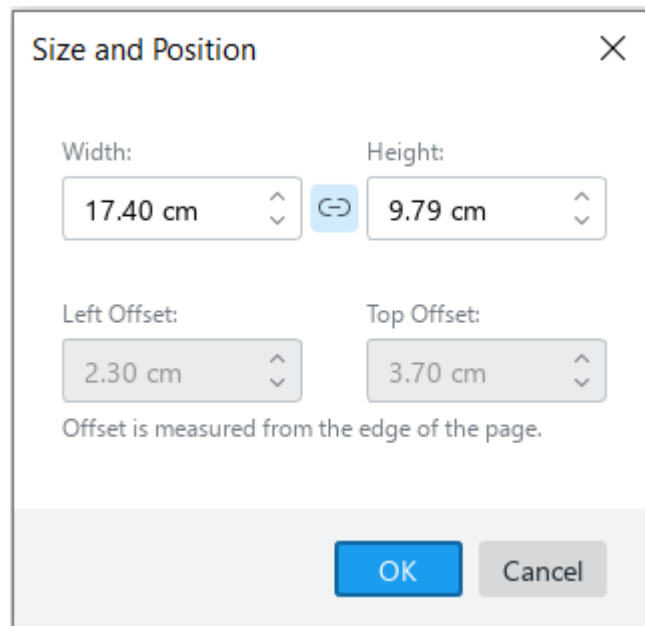 Size and Position
Width: Height:
17.40 cm 9.79 cm
Left Offset: Top Offset:
2.30 cm 3.70 cm
Offset is measured from the edge of the page.
OK Cancel